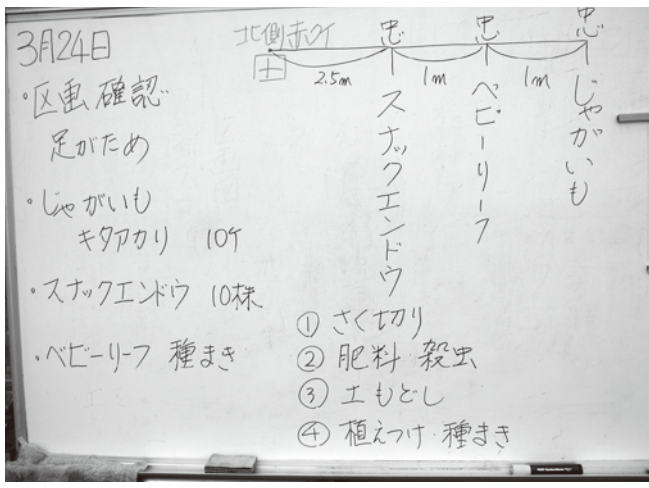 3月24日
・区画確認
足がため
・じゃがいも
キタアカリ 10ケ
・スナックエンドウ 10株
・ベビーリーフ 種まき
北側赤クイ
2.5m
1m
1m
スナックエンドウ
ベビーリーフ
じゃがいも
① さく切り
② 肥料・殺虫
③ 土もどし
④ 植えつけ・種まき